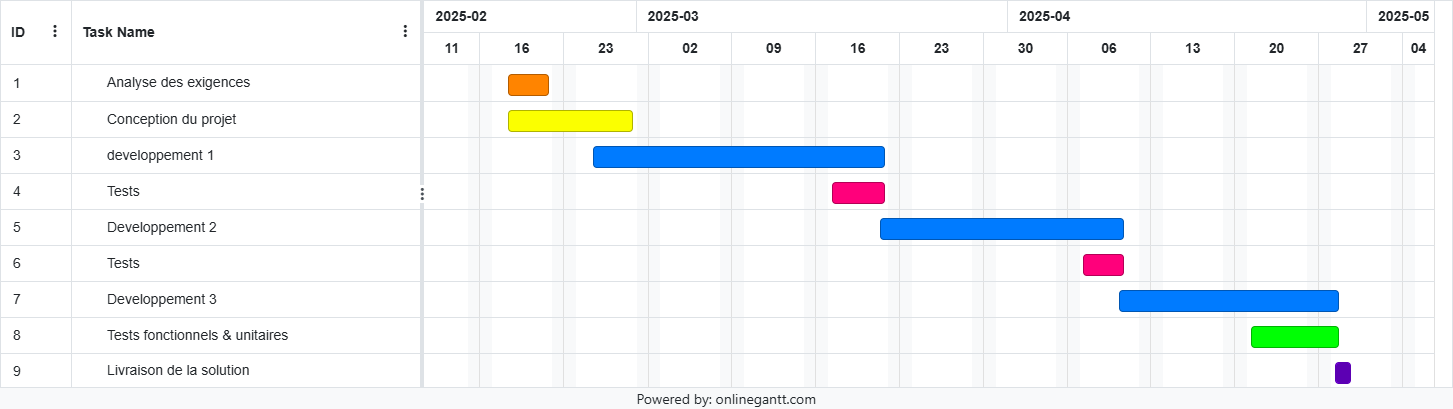 ID Task Name 2025-02 2025-03 2025-04 2025-05
11 16 23 02 09 16 23 30 06 13 20 27 04
1 Analyse des exigences
2 Conception du projet
3 developpement 1
4 Tests
5 Developpement 2
6 Tests
7 Developpement 3
8 Tests fonctionnels & unitaires
9 Livraison de la solution
Powered by: onlinegantt.com